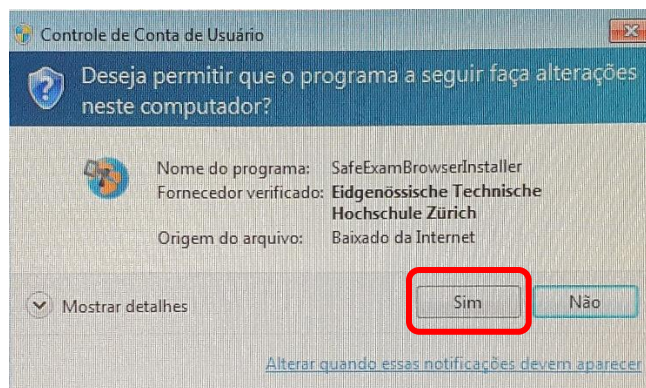 Controle de Conta de Usuário
Deseja permitir que o programa a seguir faça alterações
neste computador?
Nome do programa: SafeExamBrowserInstaller
Fornecedor verificado: Eidgenössische Technische
Hochschule Zürich
Origem do arquivo: Baixado da Internet
Mostrar detalhes
Sim
Não
Alterar quando essas notificações devem aparecer